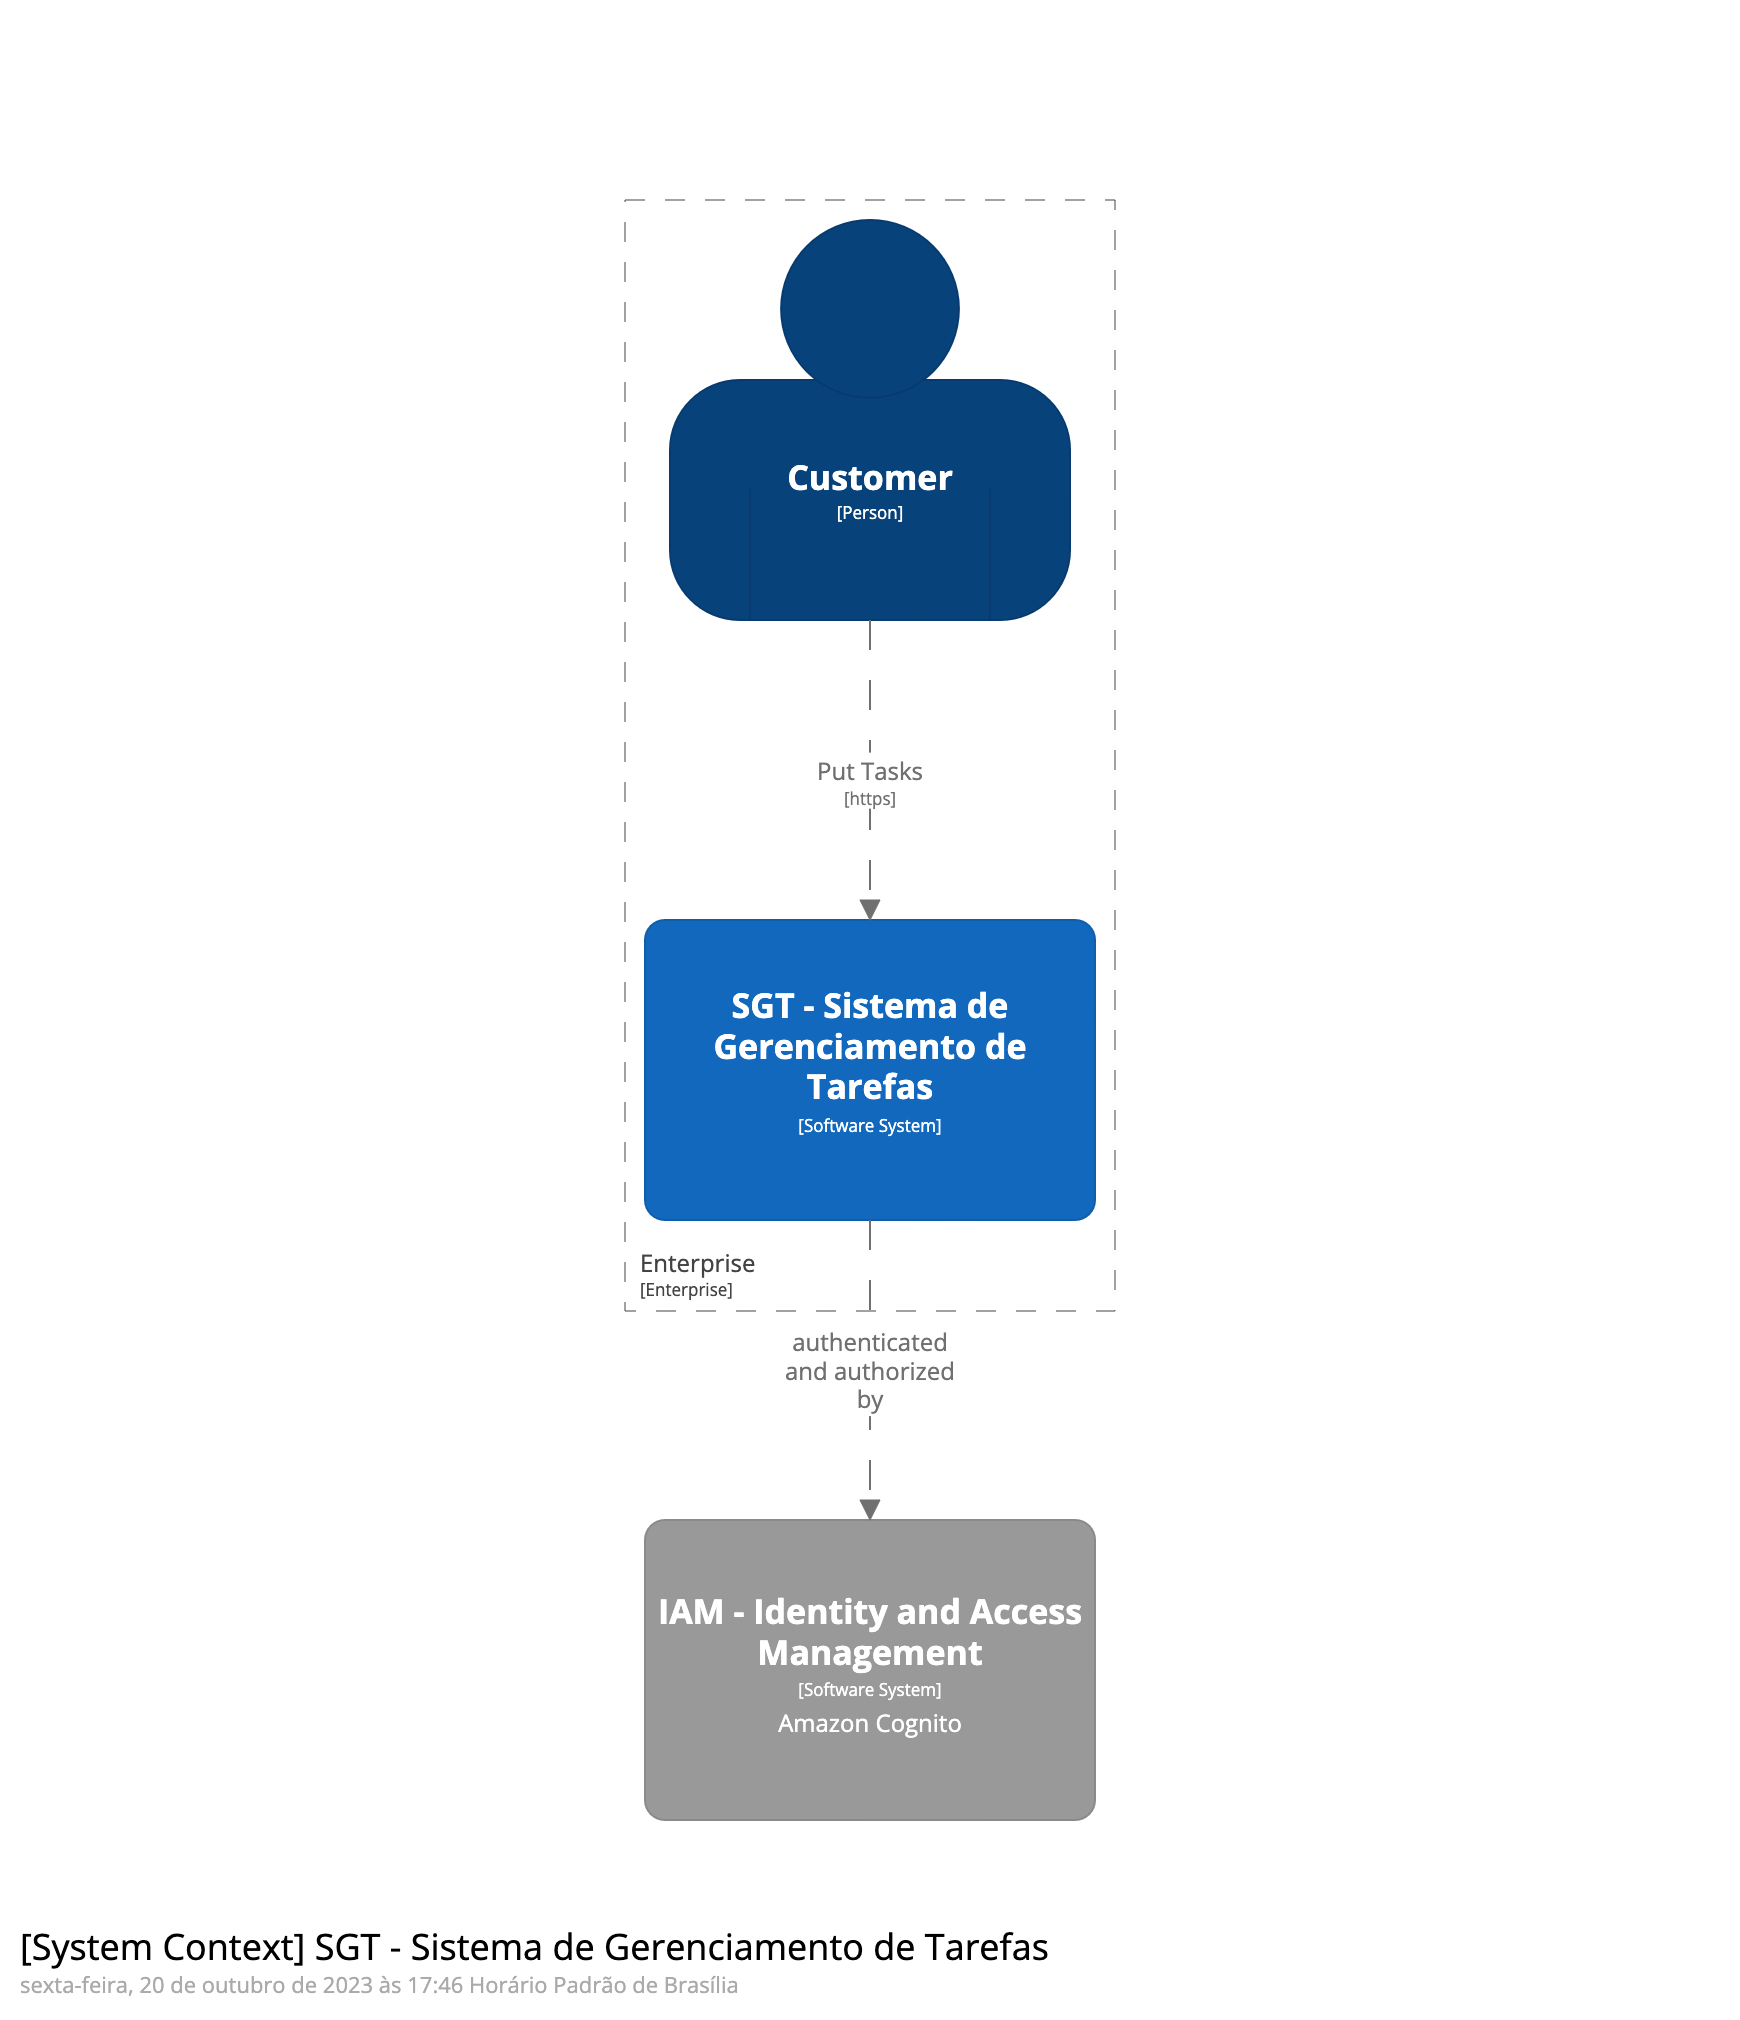 Customer
[Person]
Put Tasks
[https]
SGT - Sistema de
Gerenciamento de
Tarefas
[Software System]
Enterprise
[Enterprise]
authenticated
and authorized
by
IAM - Identity and Access
Management
[Software System]
Amazon Cognito
[System Context] SGT - Sistema de Gerenciamento de Tarefas
sexta-feira, 20 de outubro de 2023 às 17:46 Horário Padrão de Brasília